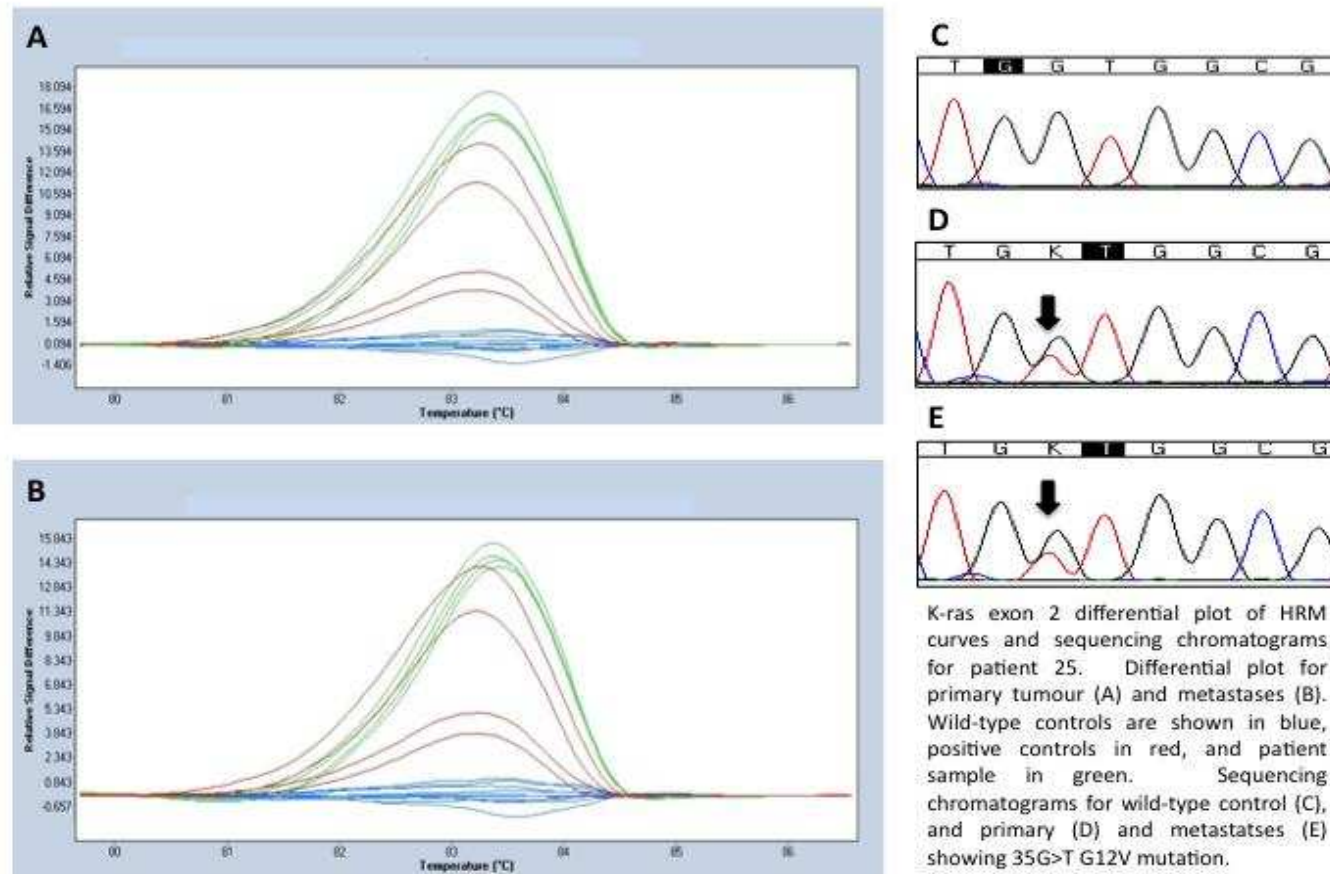 A
18.094
16.594
15.094
13.594
12.094
10.594
9.094
7.594
6.094
4.594
3.094
1.594
0.094
-1.406
Relative Signal Difference
80 81 82 83 84 85 86
Temperature (°C)
B
15.843
14.343
12.843
11.343
9.843
8.343
6.843
5.343
3.843
2.343
0.843
-0.657
Relative Signal Difference
80 81 82 83 84 85 86
Temperature (°C)
C
T G G T G G C G
D
T G K T G G C G
E
T G K T G G C G
K-ras exon 2 differential plot of HRM
curves and sequencing chromatograms
for patient 25. Differential plot for
primary tumour (A) and metastases (B).
Wild-type controls are shown in blue,
positive controls in red, and patient
sample in green. Sequencing
chromatograms for wild-type control (C),
and primary (D) and metastatses (E)
showing 35G>T G12V mutation.